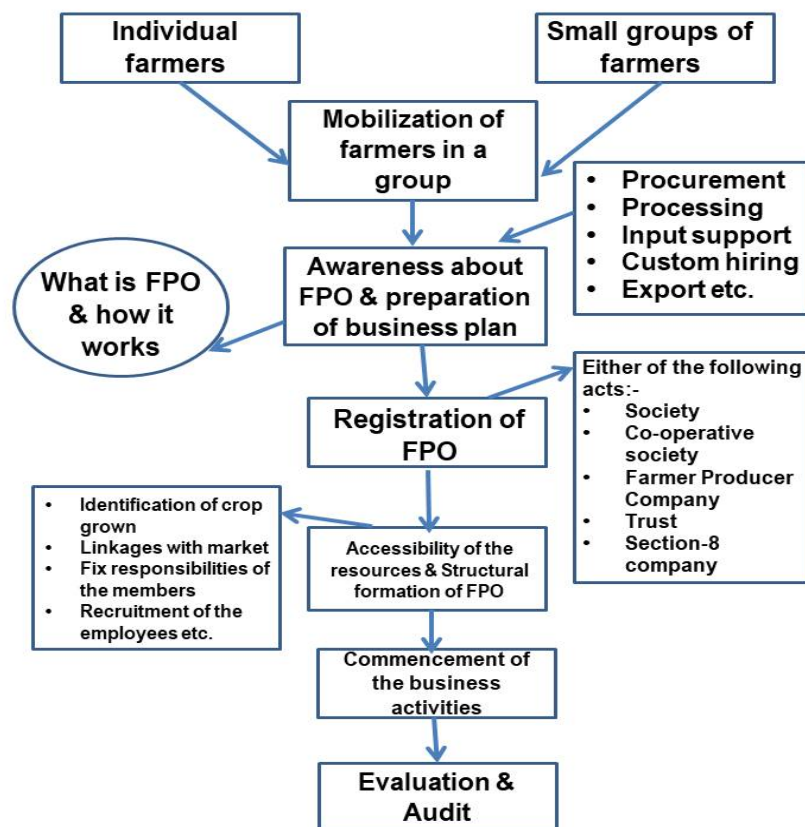 Individual
farmers
Small groups of
farmers
Mobilization of
farmers in a
group
• Procurement
• Processing
• Input support
• Custom hiring
• Export etc.
What is FPO
& how it
works
Awareness about
FPO & preparation
of business plan
Either of the following
acts:-
• Society
• Co-operative
society
• Farmer Producer
Company
• Trust
• Section-8
company
Registration of
FPO
• Identification of crop
grown
• Linkages with market
• Fix responsibilities of
the members
• Recruitment of the
employees etc.
Accessibility of the
resources & Structural
formation of FPO
Commencement of
the business
activities
Evaluation &
Audit